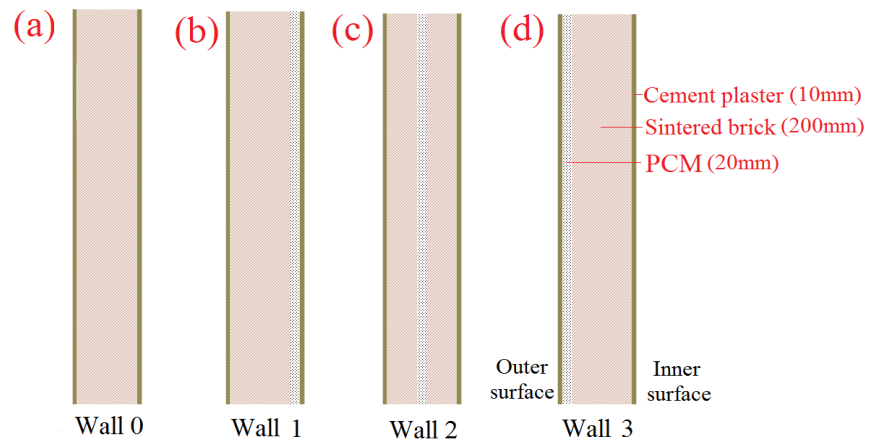 (a)
(b)
(c)
(d)
Cement plaster (10mm)
Sintered brick (200mm)
PCM (20mm)
Outer
surface
Inner
surface
Wall 0
Wall 1
Wall 2
Wall 3